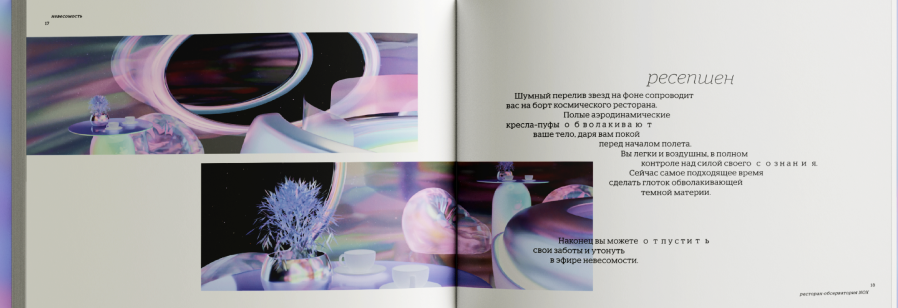 невесомость
17
ресепшен
Шумный перелив звезд на фоне сопроводит
вас на борт космического ресторана.
Полые аэродинамические
кресла-пуфы о б в о л а к и в а ю т
ваше тело, даря вам покой
перед началом полета.
Вы легки и воздушны, в полном
контроле над силой своего с о з н а н и я.
Сейчас самое подходящее время
сделать глоток обволакивающей
темной материи.
Наконец вы можете о т п у с т и т ь
свои заботы и утонуть
в эфире невесомости.
18
ресторан-обсерватория